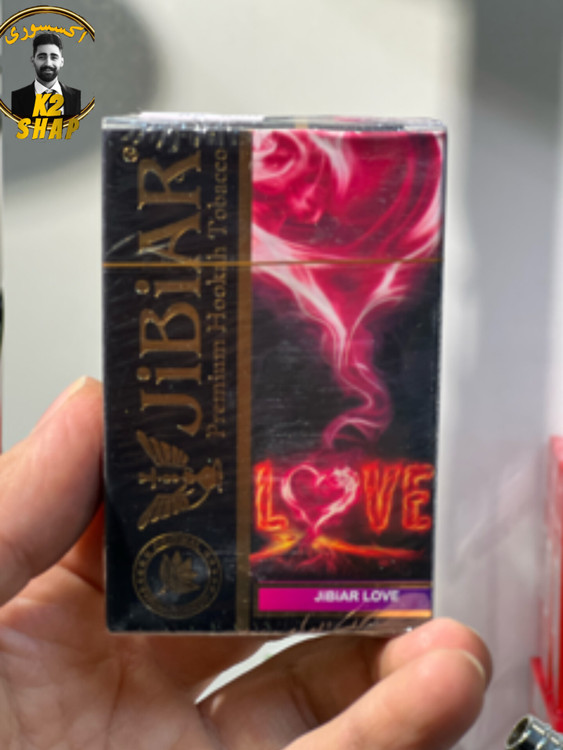 اکسسوری
K2
SHAP
JiBiAR
Premium Hookah Tobacco
LOVE
JiBiAR LOVE